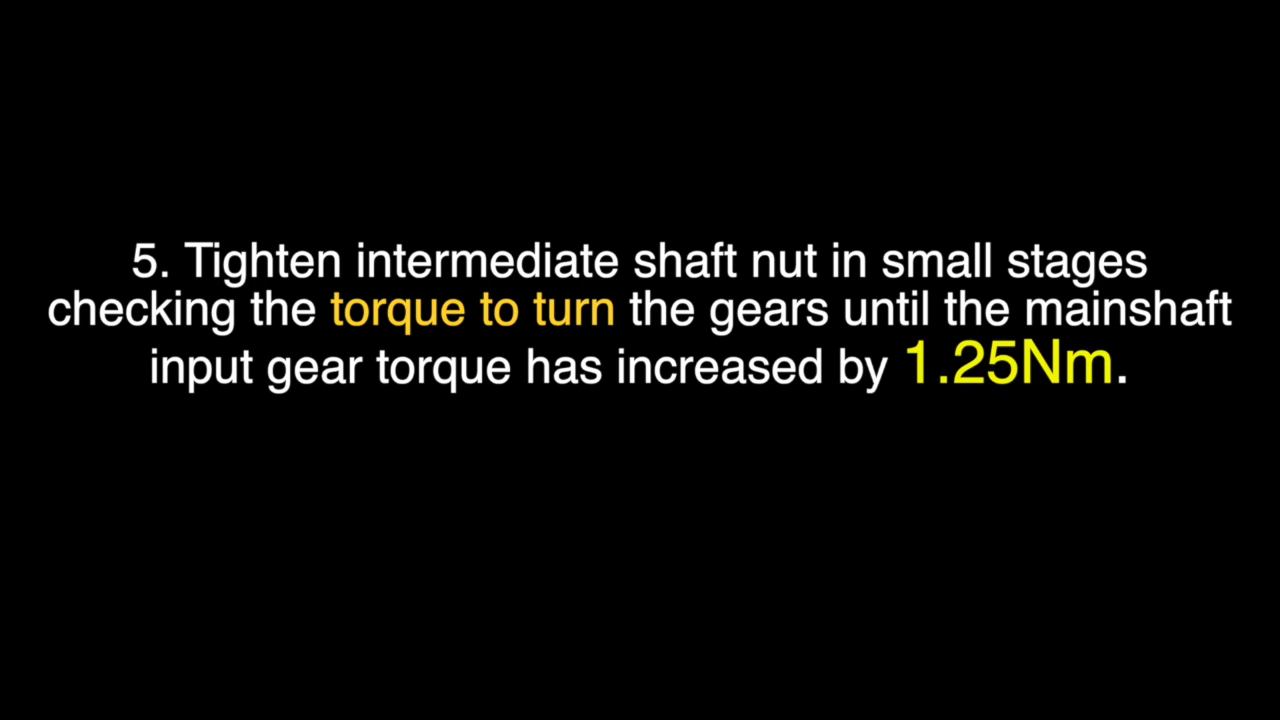 5. Tighten intermediate shaft nut in small stages
checking the torque to turn the gears until the mainshaft
input gear torque has increased by 1.25Nm.